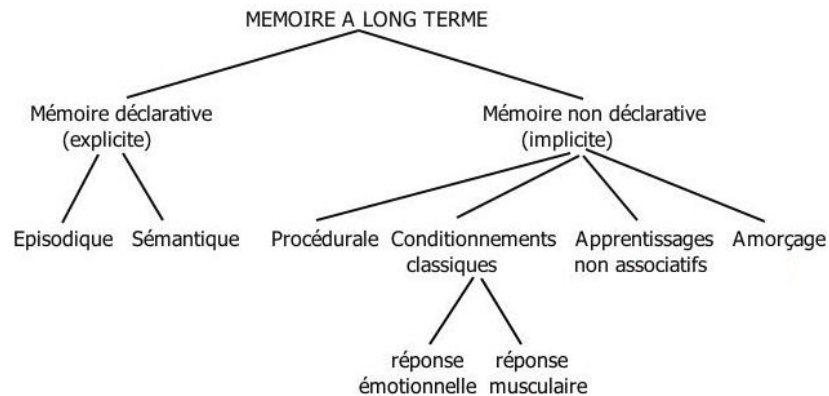 MEMOIRE A LONG TERME
Mémoire déclarative
(explicite)
Mémoire non déclarative
(implicite)
Episodique
Sémantique
Procédurale
Conditionnements
classiques
Apprentissages
non associatifs
Amorçage
réponse
émotionnelle
réponse
musculaire